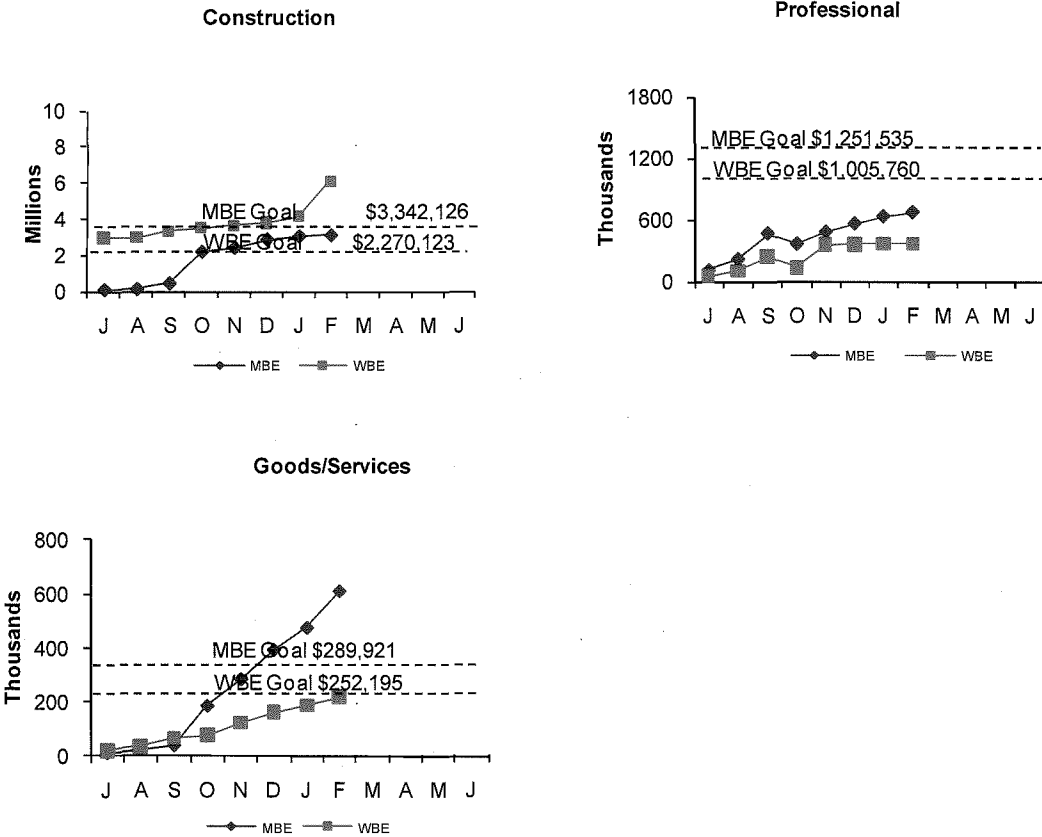 Construction
Millions
10
8
6
4
2
0
MBE Goal $3,342,126
WBE Goal $2,270,123
J A S O N D J F M A M J
MBE WBE
Professional
Thousands
1800
1200
600
0
MBE Goal $1,251,535
WBE Goal $1,005,760
J A S O N D J F M A M J
MBE WBE
Goods/Services
Thousands
800
600
400
200
0
MBE Goal $289,921
WBE Goal $252,195
J A S O N D J F M A M J
MBE WBE